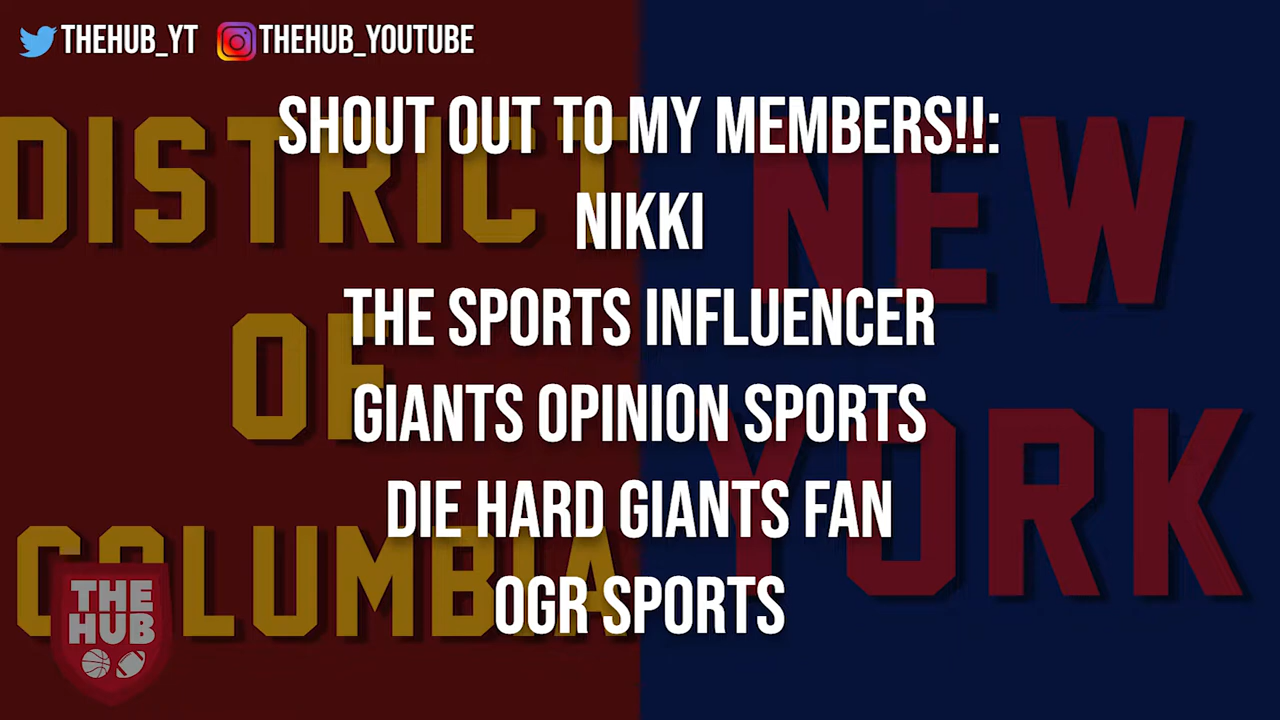 THEHUB_YT THEHUB_YOUTUBE
SHOUT OUT TO MY MEMBERS!!:
NIKKI
THE SPORTS INFLUENCER
GIANTS OPINION SPORTS
DIE HARD GIANTS FAN
OGR SPORTS
DISTRICT
OF
COLUMBIA
NEW
YORK
THE
HUB